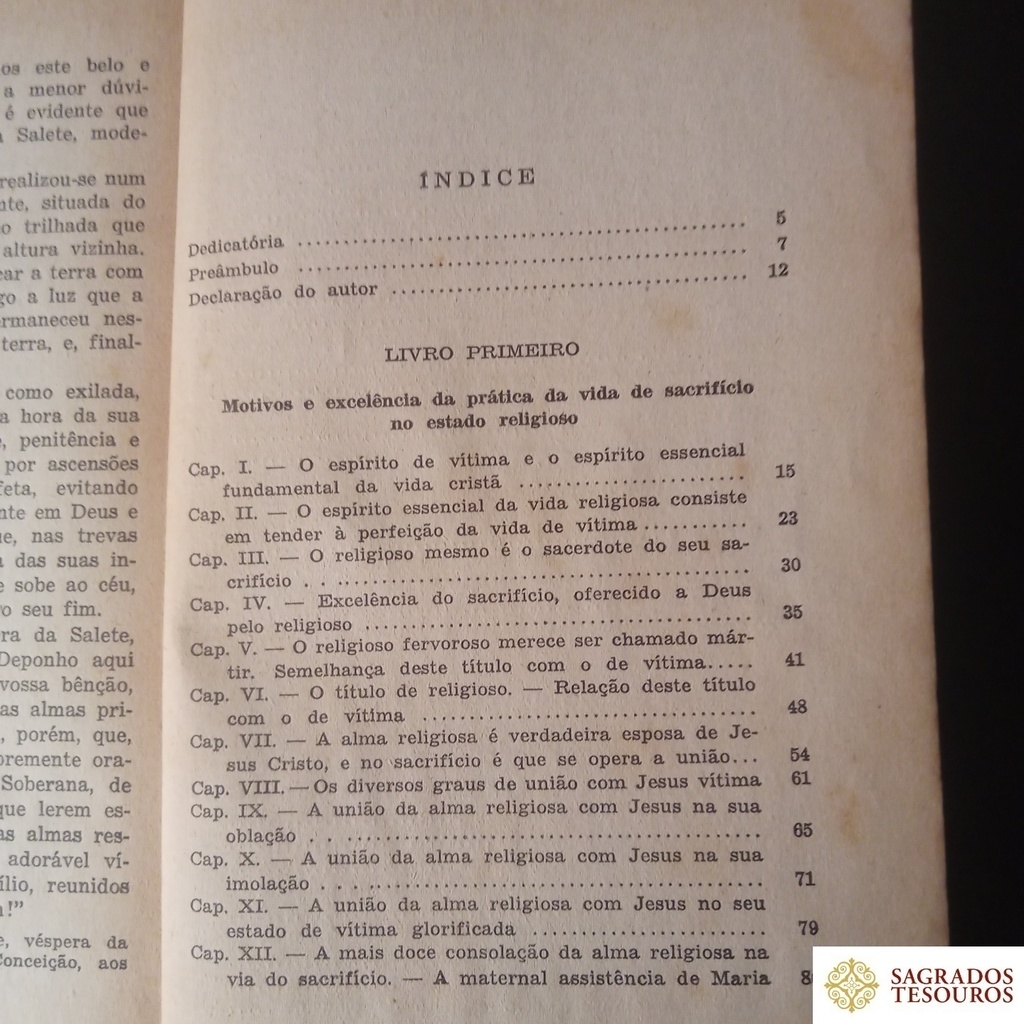 os este belo e
a menor dúvi-
é evidente que
Salete, mode-
realizou-se num
nte, situada do
o trilhada que
altura vizinha.
car a terra com
go a luz que a
rmaneceu nes-
terra, e, final-
como exilada,
a hora da sua
e, penitência e
por ascensões
feta, evitando
nte em Deus e
ue, nas trevas
a das suas in-
e sobe ao céu,
o seu fim.
ra da Salete,
Deponho aqui
vossa bênção,
as almas pri-
, porém, que,
premente ora-
Soberana, de
que lerem es-
as almas res-
adorável ví-
ílio, reunidos
!"
e, véspera da
Conceição, aos
ÍNDICE
Dedicatória ........................................ 5
Preâmbulo ........................................ 7
Declaração do autor ........................................ 12
LIVRO PRIMEIRO
Motivos e excelência da prática da vida de sacrifício
no estado religioso
Cap. I. — O espírito de vítima e o espírito essencial
fundamental da vida cristã ........................ 15
Cap. II. — O espírito essencial da vida religiosa consiste
em tender à perfeição da vida de vítima........... 23
Cap. III. — O religioso mesmo é o sacerdote do seu sa-
crifício . . ........................................ 30
Cap. IV. — Excelência do sacrifício, oferecido a Deus
pelo religioso ........................................ 35
Cap. V. — O religioso fervoroso merece ser chamado már-
tir. Semelhança deste título com o de vítima..... 41
Cap. VI. — O título de religioso. — Relação deste título
com o de vítima ................................ 48
Cap. VII. — A alma religiosa é verdadeira esposa de Je-
sus Cristo, e no sacrifício é que se opera a união... 54
Cap. VIII.—Os diversos graus de união com Jesus vítima 61
Cap. IX. — A união da alma religiosa com Jesus na sua
oblação . . ........................................ 65
Cap. X. — A união da alma religiosa com Jesus na sua
imolação . . ........................................ 71
Cap. XI. — A união da alma religiosa com Jesus no seu
estado de vítima glorificada ...................... 79
Cap. XII. — A mais doce consolação da alma religiosa na
via do sacrifício. — A maternal assistência de Maria
SAGRADOS
TESOUROS